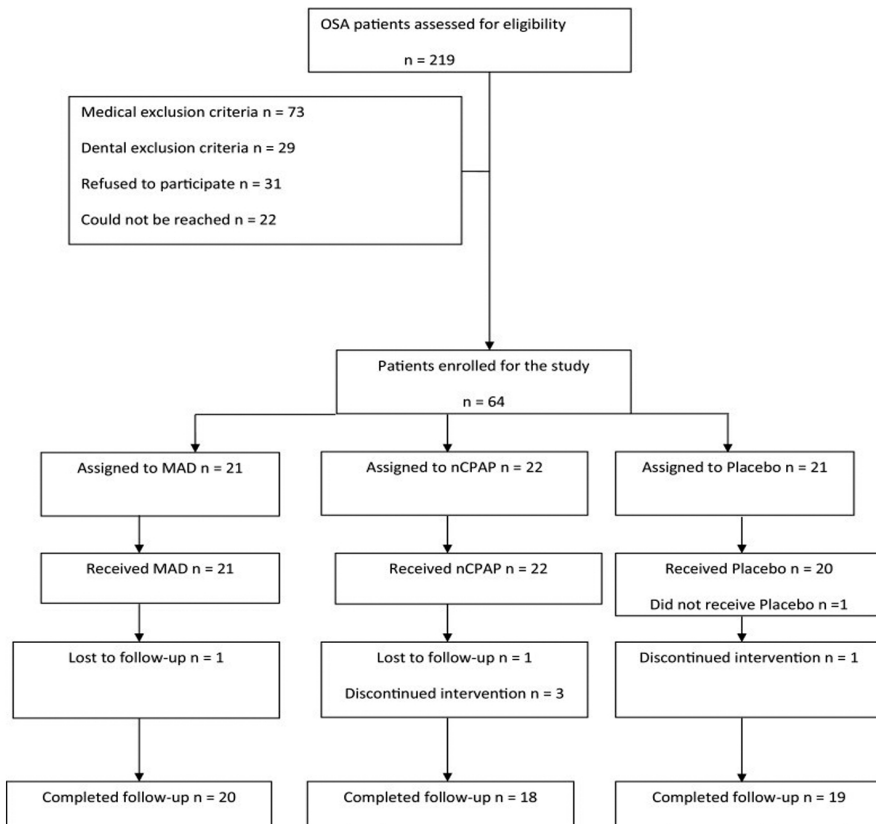 OSA patients assessed for eligibility
n = 219
Medical exclusion criteria n = 73
Dental exclusion criteria n = 29
Refused to participate n = 31
Could not be reached n = 22
Patients enrolled for the study
n = 64
Assigned to MAD n = 21
Assigned to nCPAP n = 22
Assigned to Placebo n = 21
Received MAD n = 21
Received nCPAP n = 22
Received Placebo n = 20
Did not receive Placebo n =1
Lost to follow-up n = 1
Lost to follow-up n = 1
Discontinued intervention n = 3
Discontinued intervention n = 1
Completed follow-up n = 20
Completed follow-up n = 18
Completed follow-up n = 19